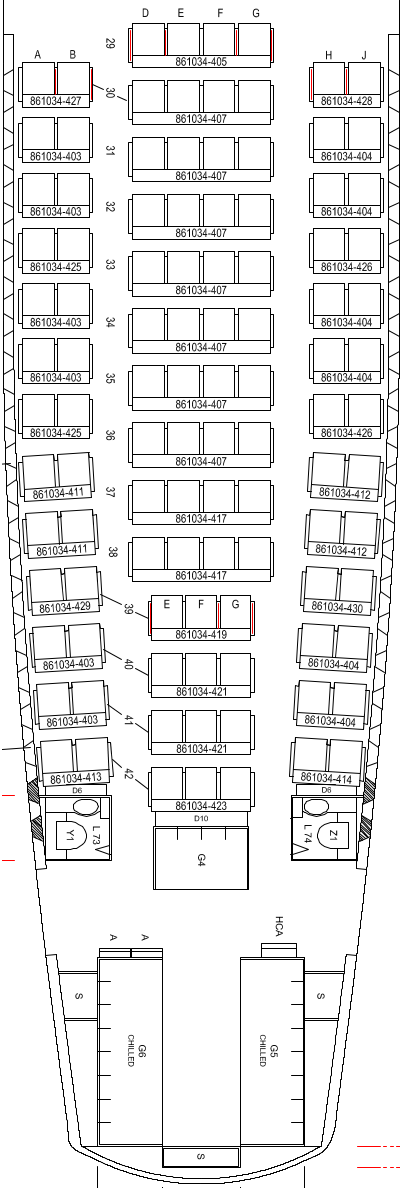 D E F G
29
861034-405
A B
H J
861034-427
30
861034-407
861034-428
861034-403
31
861034-407
861034-404
861034-403
32
861034-407
861034-404
861034-425
33
861034-407
861034-426
861034-403
34
861034-407
861034-404
861034-403
35
861034-407
861034-404
861034-425
36
861034-407
861034-426
861034-411
37
861034-417
861034-412
861034-411
38
861034-417
861034-412
861034-429
39
E F G
861034-419
861034-430
861034-403
40
861034-421
861034-404
861034-403
41
861034-421
861034-404
861034-413
42
861034-423
861034-414
D6
D10
D6
Y1
L 73
G4
L 74
Z1
A A
HCA
S
G6
CHILLED
G5
CHILLED
S
S